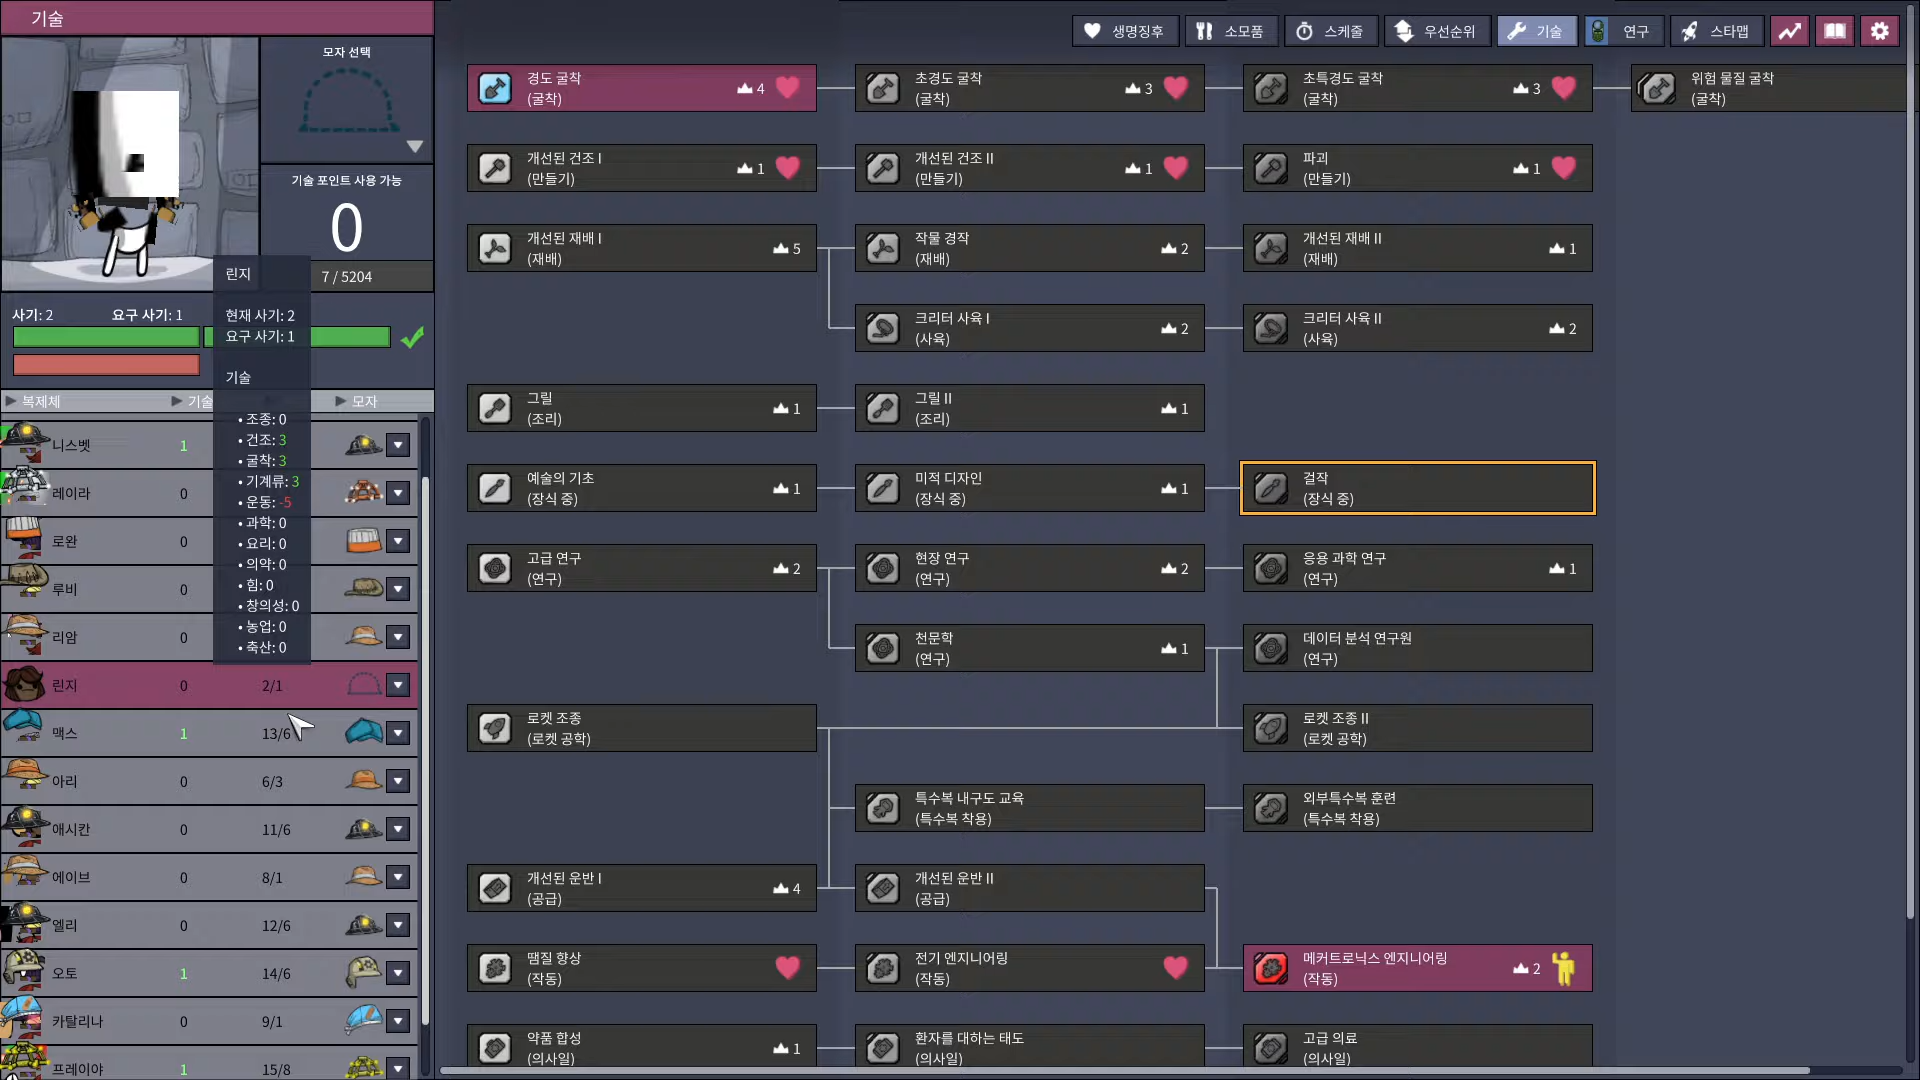 기술
생명징후
소모품
스케줄
우선순위
기술
연구
스타맵
모자 선택
기술 포인트 사용 가능
0
7 / 5204
사기: 2
요구 사기: 1
린지
현재 사기: 2
요구 사기: 1
기술
• 조종: 0
• 건조: 3
• 굴착: 3
• 기계류: 3
• 운동: -5
• 과학: 0
• 요리: 0
• 의약: 0
• 힘: 0
• 창의성: 0
• 농업: 0
• 축산: 0
복제체 기술 모자
니스벳 1
레이라 0
로완 0
루비 0
리암 0
린지 0 2/1
맥스 1 13/6
아리 0 6/3
애시칸 0 11/6
에이브 0 8/1
엘리 0 12/6
오토 1 14/6
카탈리나 0 9/1
프레이야 1 15/8
경도 굴착 4
(굴착)
초경도 굴착 3
(굴착)
초특경도 굴착 3
(굴착)
위험 물질 굴착
(굴착)
개선된 건조 I 1
(만들기)
개선된 건조 II 1
(만들기)
파괴 1
(만들기)
개선된 재배 I 5
(재배)
작물 경작 2
(재배)
개선된 재배 II 1
(재배)
크리터 사육 I 2
(사육)
크리터 사육 II 2
(사육)
그릴 1
(조리)
그릴 II 1
(조리)
예술의 기초 1
(장식 중)
미적 디자인 1
(장식 중)
걸작
(장식 중)
고급 연구 2
(연구)
현장 연구 2
(연구)
응용 과학 연구 1
(연구)
천문학 1
(연구)
데이터 분석 연구원
(연구)
로켓 조종
(로켓 공학)
로켓 조종 II
(로켓 공학)
특수복 내구도 교육
(특수복 착용)
외부특수복 훈련
(특수복 착용)
개선된 운반 I 4
(공급)
개선된 운반 II
(공급)
땜질 향상
(작동)
전기 엔지니어링
(작동)
메커트로닉스 엔지니어링 2
(작동)
약품 합성 1
(의사일)
환자를 대하는 태도
(의사일)
고급 의료
(의사일)